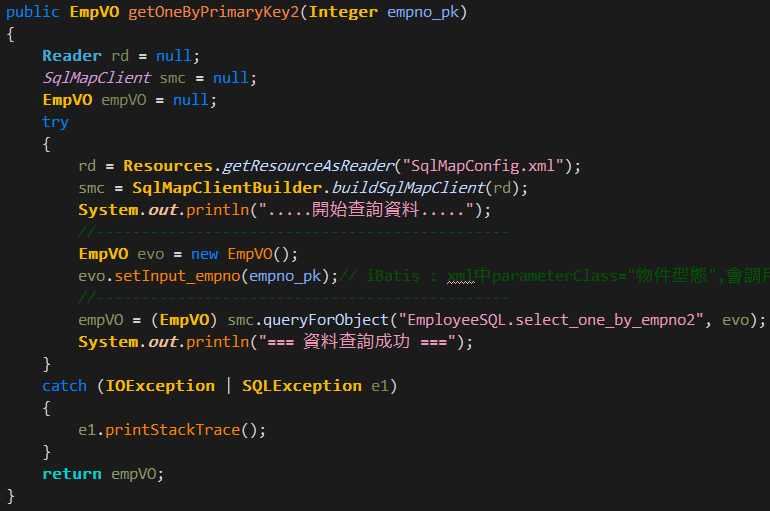 public EmpVO getOneByPrimaryKey2(Integer empno_pk)
{
    Reader rd = null;
    SqlMapClient smc = null;
    EmpVO empVO = null;
    try
    {
        rd = Resources.getResourceAsReader("SqlMapConfig.xml");
        smc = SqlMapClientBuilder.buildSqlMapClient(rd);
        System.out.println(".....開始查詢資料.....");
        //----------------------------------------------
        EmpVO evo = new EmpVO();
        evo.setInput_empno(empno_pk);// iBatis : xml中parameterClass="物件型態",會調用
        //----------------------------------------------
        empVO = (EmpVO) smc.queryForObject("EmployeeSQL.select_one_by_empno2", evo);
        System.out.println("=== 資料查詢成功 ===");
    }
    catch (IOException | SQLException e1)
    {
        e1.printStackTrace();
    }
    return empVO;
}